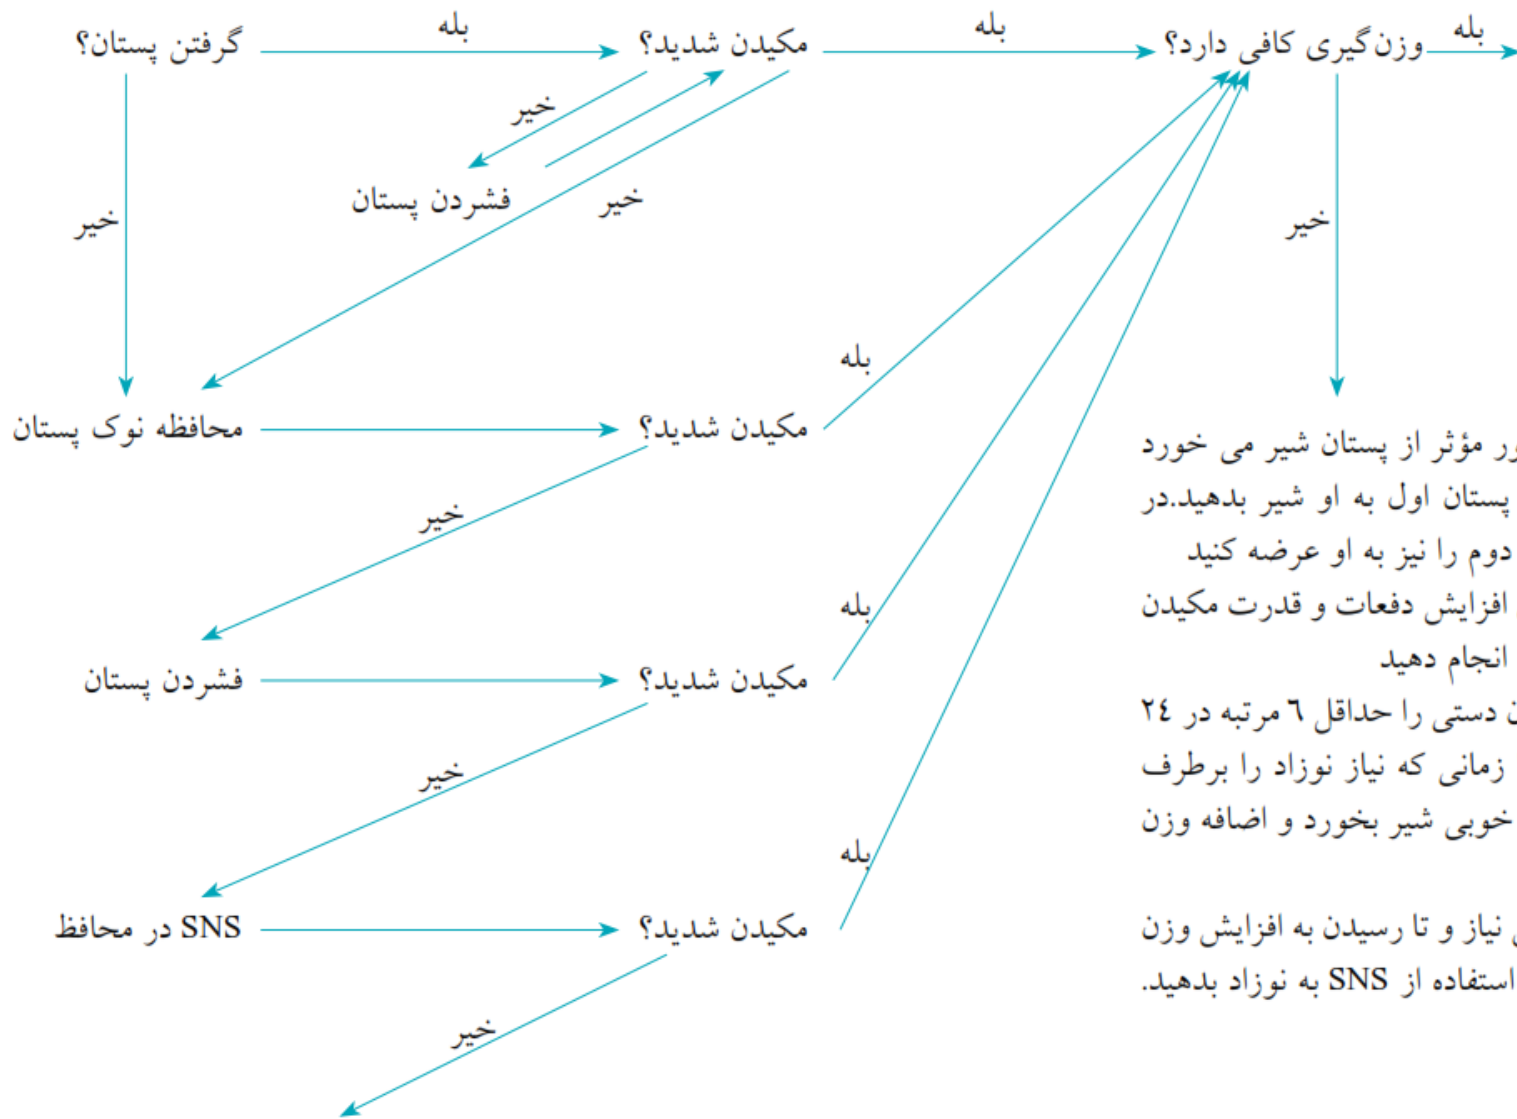 گرفتن پستان؟
بله
مکیدن شدید؟
بله
وزن‌گیری کافی دارد؟
بله
خیر
فشردن پستان
خیر
خیر
خیر
محافظه نوک پستان
مکیدن شدید؟
بله
خیر
فشردن پستان
مکیدن شدید؟
بله
خیر
SNS در محافظ
مکیدن شدید؟
بله
خیر
مؤثر از پستان شیر می خورد
پستان اول به او شیر بدهید.در
دوم را نیز به او عرضه کنید
افزایش دفعات و قدرت مکیدن
انجام دهید
دستی را حداقل ٦ مرتبه در ٢٤
زمانی که نیاز نوزاد را برطرف
خوبی شیر بخورد و اضافه وزن
نیاز و تا رسیدن به افزایش وزن
استفاده از SNS به نوزاد بدهید.